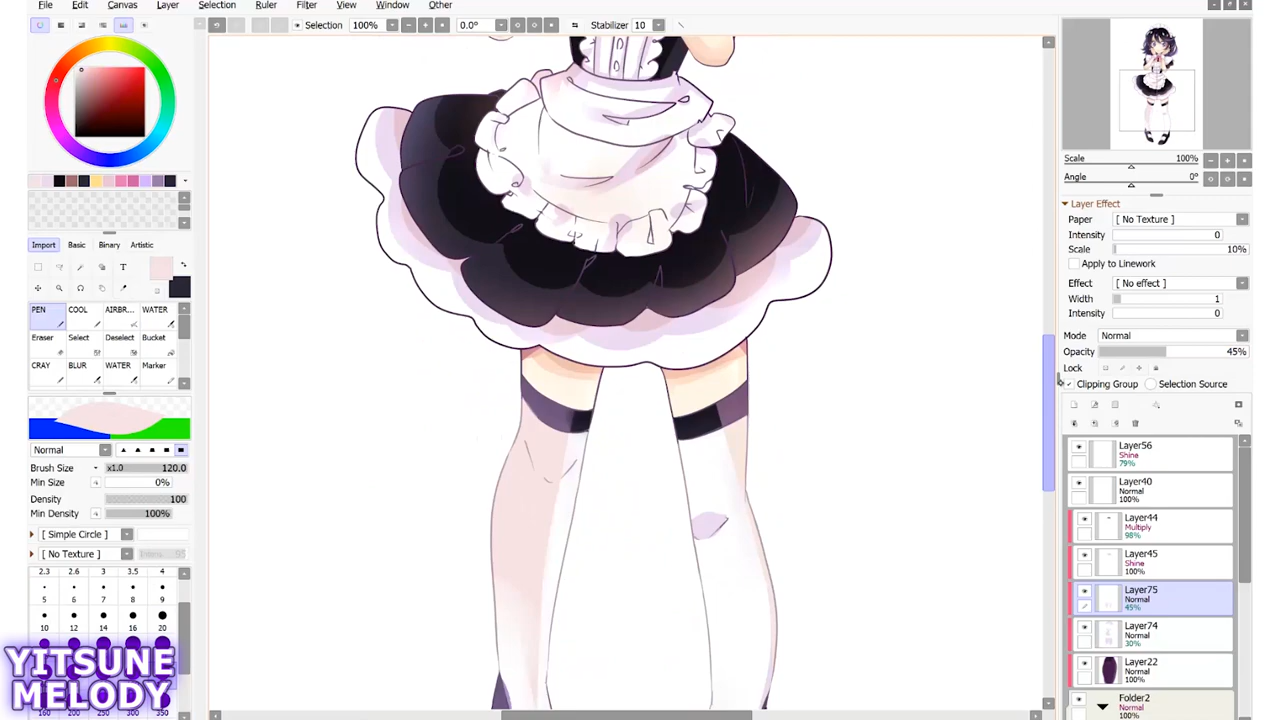 File Edit Canvas Layer Selection Ruler Filter View Window Other
Selection 100% 0.0° Stabilizer 10
Import Basic Binary Artistic
T
PEN COOL AIRBR... WATER
Eraser Select Deselect Bucket
CRAY BLUR WATER Marker
Normal
Brush Size x1.0 120.0
Min Size 0%
Density 100
Min Density 100%
[ Simple Circle ]
[ No Texture ]
2.3 2.6 3 3.5 4
5 6 7 8 9
10 12 14 16 20
160 200 250 300 350
YITSUNE
MELODY
Scale 100%
Angle 0°
Layer Effect
Paper [ No Texture ]
Intensity 0
Scale 10%
Apply to Linework
Effect [ No effect ]
Width 1
Intensity 0
Mode Normal
Opacity 45%
Lock
Clipping Group Selection Source
Layer56
Shine
79%
Layer40
Normal
100%
Layer44
Multiply
98%
Layer45
Shine
100%
Layer75
Normal
45%
Layer74
Normal
30%
Layer22
Normal
100%
Folder2
Normal
100%